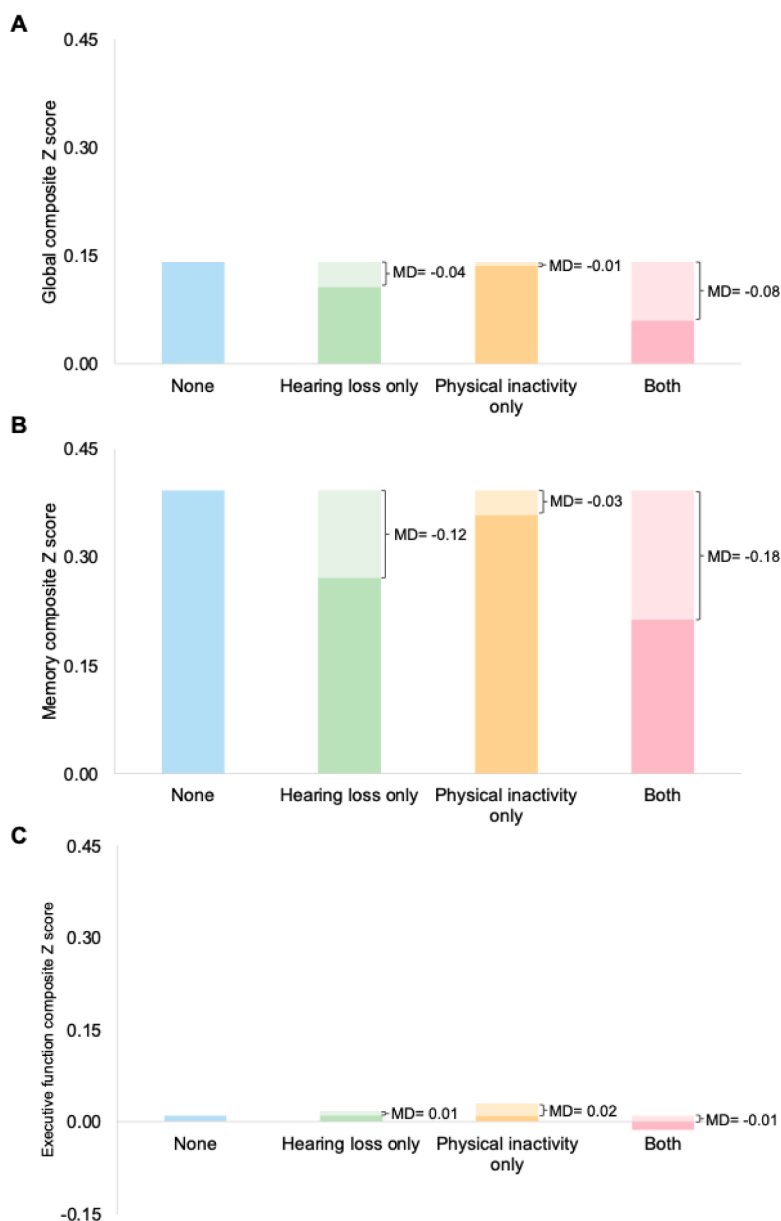 A
Global composite Z score
0.45
0.30
0.15
0.00
MD= -0.04
MD= -0.01
MD= -0.08
None
Hearing loss only
Physical inactivity
only
Both
B
Memory composite Z score
0.45
0.30
0.15
0.00
MD= -0.12
MD= -0.03
MD= -0.18
None
Hearing loss only
Physical inactivity
only
Both
C
Executive function composite Z score
0.45
0.30
0.15
0.00
-0.15
MD= 0.01
MD= 0.02
MD= -0.01
None
Hearing loss only
Physical inactivity
only
Both